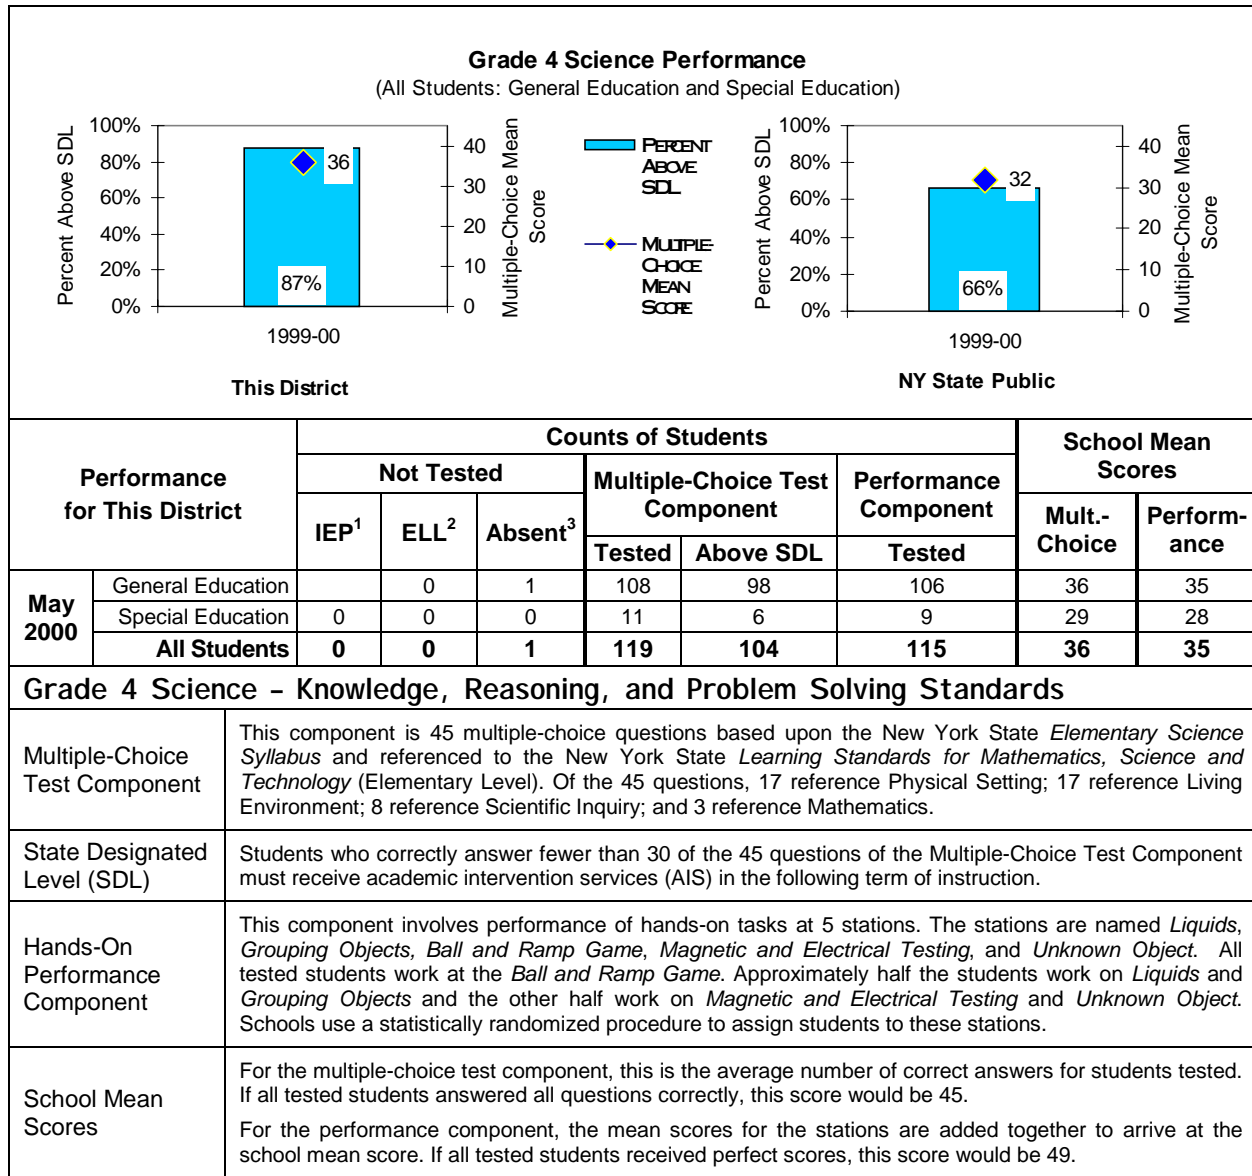 Grade 4 Science Performance
(All Students: General Education and Special Education)
Percent Above SDL
100%
80%
60%
40%
20%
0%
36
87%
1999-00
40
30
20
10
0
Multiple-Choice Mean Score
This District
PERCENT
ABOVE
SDL
MULTIPLE-
CHOICE
MEAN
SCORE
Percent Above SDL
100%
80%
60%
40%
20%
0%
32
66%
1999-00
40
30
20
10
0
Multiple-Choice Mean Score
NY State Public
Performance
for This District
Counts of Students
School Mean
Scores
Not Tested
Multiple-Choice Test
Component
Performance
Component
IEP1 ELL2 Absent3
Tested Above SDL Tested
Mult.-
Choice
Perform-
ance
May
2000
General Education 0 1 108 98 106 36 35
Special Education 0 0 0 11 6 9 29 28
All Students 0 0 1 119 104 115 36 35
Grade 4 Science – Knowledge, Reasoning, and Problem Solving Standards
Multiple-Choice
Test Component
This component is 45 multiple-choice questions based upon the New York State Elementary Science
Syllabus and referenced to the New York State Learning Standards for Mathematics, Science and
Technology (Elementary Level). Of the 45 questions, 17 reference Physical Setting; 17 reference Living
Environment; 8 reference Scientific Inquiry; and 3 reference Mathematics.
State Designated
Level (SDL)
Students who correctly answer fewer than 30 of the 45 questions of the Multiple-Choice Test Component
must receive academic intervention services (AIS) in the following term of instruction.
Hands-On
Performance
Component
This component involves performance of hands-on tasks at 5 stations. The stations are named Liquids,
Grouping Objects, Ball and Ramp Game, Magnetic and Electrical Testing, and Unknown Object. All
tested students work at the Ball and Ramp Game. Approximately half the students work on Liquids and
Grouping Objects and the other half work on Magnetic and Electrical Testing and Unknown Object.
Schools use a statistically randomized procedure to assign students to these stations.
School Mean
Scores
For the multiple-choice test component, this is the average number of correct answers for students tested.
If all tested students answered all questions correctly, this score would be 45.
For the performance component, the mean scores for the stations are added together to arrive at the
school mean score. If all tested students received perfect scores, this score would be 49.